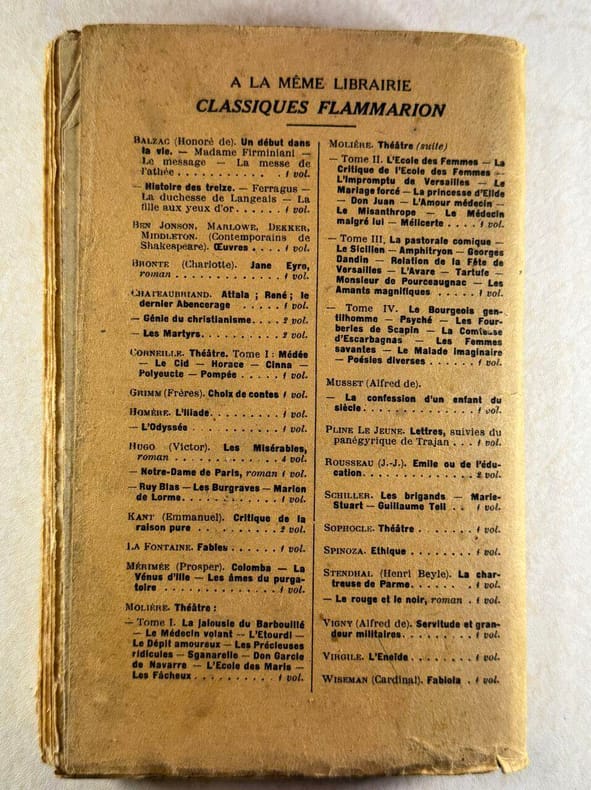 A LA MÊME LIBRAIRIE
CLASSIQUES FLAMMARION
BALZAC (Honoré de). Un début dans
la vie. — Madame Firmiani —
Le message — La messe de
l'athée. . . . . . . . . . . 1 vol.
— Histoire des treize. — Ferragus —
La duchesse de Langeais — La
fille aux yeux d'or. . . . . . 1 vol.
BEN JONSON, MARLOWE, DEKKER,
MIDDLETON. (Contemporains de
Shakespeare). Œuvres . . . . 1 vol.
BRONTE (Charlotte). Jane Eyre,
roman . . . . . . . . . . . . 1 vol.
CHATEAUBRIAND. Attala ; René ; le
dernier Abencerage . . . . . 1 vol.
— Génie du christianisme. . . . 2 vol.
— Les Martyrs. . . . . . . . . 2 vol.
CORNEILLE. Théâtre. Tome I : Médée
— Le Cid — Horace — Cinna —
Polyeucte — Pompée . . . . . 1 vol.
GRIMM (Frères). Choix de contes 1 vol.
HOMÈRE. L'Iliade. . . . . . . . 1 vol.
— L'Odyssée . . . . . . . . . . 1 vol.
HUGO (Victor). Les Misérables,
roman . . . . . . . . . . . . 4 vol.
— Notre-Dame de Paris, roman 1 vol.
— Ruy Blas — Les Burgraves — Marion
de Lorme. . . . . . . . . . . 1 vol.
KANT (Emmanuel). Critique de la
raison pure . . . . . . . . . 2 vol.
LA FONTAINE. Fables. . . . . . 1 vol.
MÉRIMÉE (Prosper). Colomba — La
Vénus d'Ille — Les âmes du purga-
toire . . . . . . . . . . . . 1 vol.
MOLIÈRE. Théâtre :
— Tome I. La jalousie du Barbouillé
— Le Médecin volant — L'Etourdi —
Le Dépit amoureux — Les Précieuses
ridicules — Sganarelle — Don Garcie
de Navarre — L'Ecole des Maris —
Les Fâcheux . . . . . . . . . 1 vol.
MOLIÈRE. Théâtre (suite)
— Tome II. L'Ecole des Femmes — La
Critique de l'Ecole des Femmes —
L'Impromptu de Versailles — Le
Mariage forcé — La princesse d'Elide
— Don Juan — L'Amour médecin —
Le Misanthrope — Le Médecin
malgré lui — Mélicerte. . . . 1 vol.
— Tome III. La pastorale comique —
Le Sicilien — Amphitryon — Georges
Dandin — Relation de la Fête de
Versailles — L'Avare — Tartufe —
Monsieur de Pourceaugnac — Les
Amants magnifiques . . . . . 1 vol.
— Tome IV. Le Bourgeois gen-
tilhomme — Psyché — Les Four-
beries de Scapin — La Comtesse
d'Escarbagnas — Les Femmes
savantes — Le Malade imaginaire
— Poésies diverses . . . . . 1 vol.
MUSSET (Alfred de).
— La confession d'un enfant du
siècle . . . . . . . . . . . . 1 vol.
PLINE LE JEUNE. Lettres, suivies du
panégyrique de Trajan . . . 1 vol.
ROUSSEAU (J.-J.). Emile ou de l'édu-
cation. . . . . . . . . . . . 2 vol.
SCHILLER. Les brigands — Marie-
Stuart — Guillaume Tell . . 1 vol.
SOPHOCLE. Théâtre . . . . . . 1 vol.
SPINOZA. Ethique . . . . . . . 1 vol.
STENDHAL (Henri Beyle). La char-
treuse de Parme. . . . . . . 1 vol.
— Le rouge et le noir, roman . 1 vol.
VIGNY (Alfred de). Servitude et gran-
deur militaires. . . . . . . . 1 vol.
VIRGILE. L'Enéide. . . . . . . 1 vol.
WISEMAN (Cardinal). Fabiola . 1 vol.